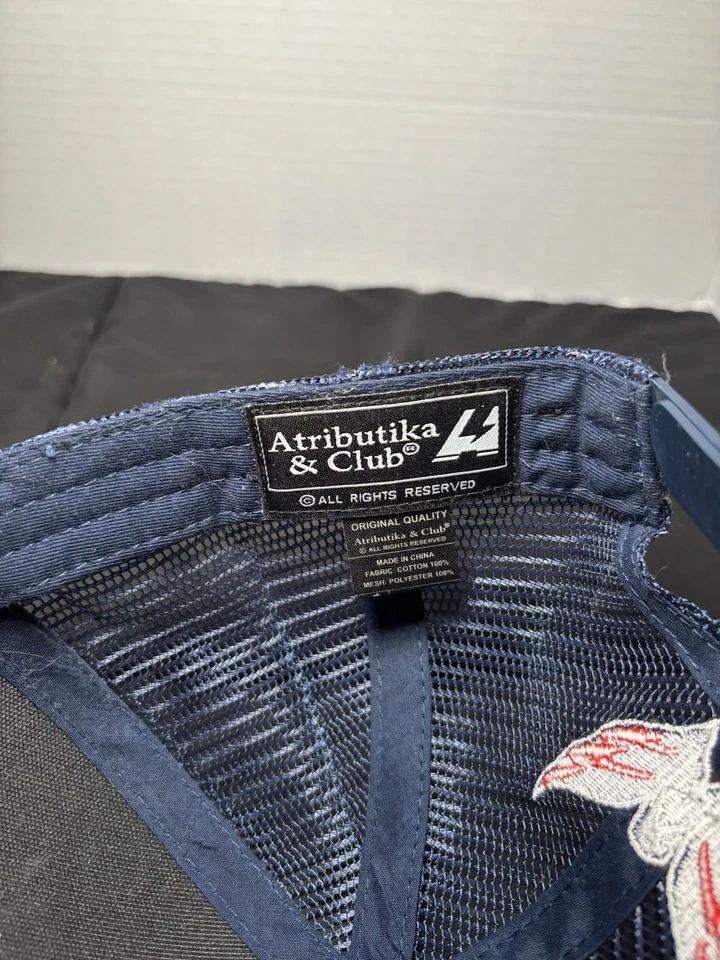 Atributika
& Club®
© ALL RIGHTS RESERVED
ORIGINAL QUALITY
Atributika & Club®
© ALL RIGHTS RESERVED
MADE IN CHINA
FABRIC: COTTON 100%
MESH: POLYESTER 100%